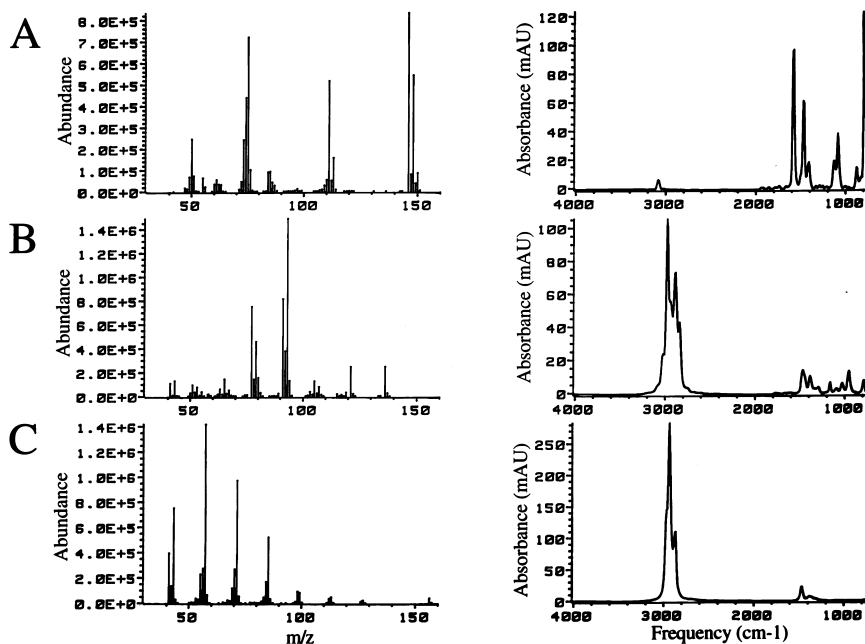 A
Abundance
8.0E+5
7.0E+5
6.0E+5
5.0E+5
4.0E+5
3.0E+5
2.0E+5
1.0E+5
0.0E+0
50
100
150
Absorbance (mAU)
120
100
80
60
40
20
0
4000
3000
2000
1000
B
Abundance
1.4E+6
1.2E+6
1.0E+6
8.0E+5
6.0E+5
4.0E+5
2.0E+5
0.0E+0
50
100
150
Absorbance (mAU)
100
80
60
40
20
0
4000
3000
2000
1000
C
Abundance
1.4E+6
1.2E+6
1.0E+6
8.0E+5
6.0E+5
4.0E+5
2.0E+5
0.0E+0
50
100
150
m/z
Absorbance (mAU)
250
200
150
100
50
0
4000
3000
2000
1000
Frequency (cm-1)